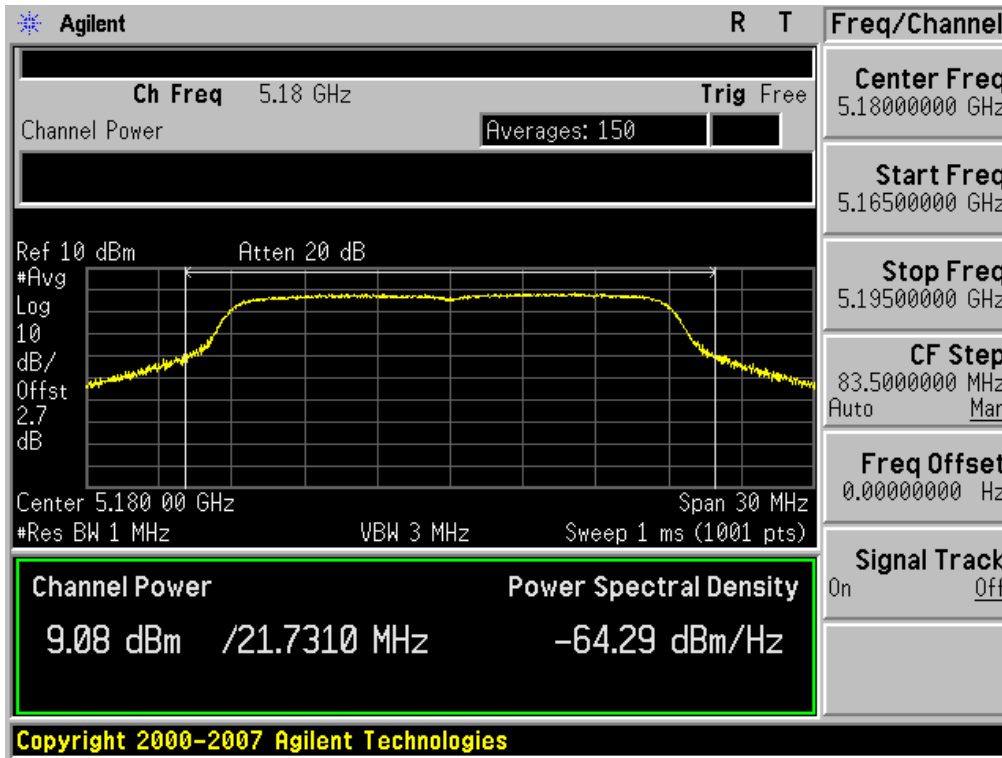 Agilent R T
Freq/Channel
Ch Freq 5.18 GHz Trig Free
Channel Power Averages: 150
Ref 10 dBm Atten 20 dB
#Avg
Log
10
dB/
Offst
2.7
dB
Center 5.180 00 GHz Span 30 MHz
#Res BW 1 MHz VBW 3 MHz Sweep 1 ms (1001 pts)
Channel Power Power Spectral Density
9.08 dBm /21.7310 MHz -64.29 dBm/Hz
Center Freq
5.18000000 GHz
Start Freq
5.16500000 GHz
Stop Freq
5.19500000 GHz
CF Step
83.5000000 MHz
Auto Man
Freq Offset
0.00000000 Hz
Signal Track
On Off
Copyright 2000-2007 Agilent Technologies